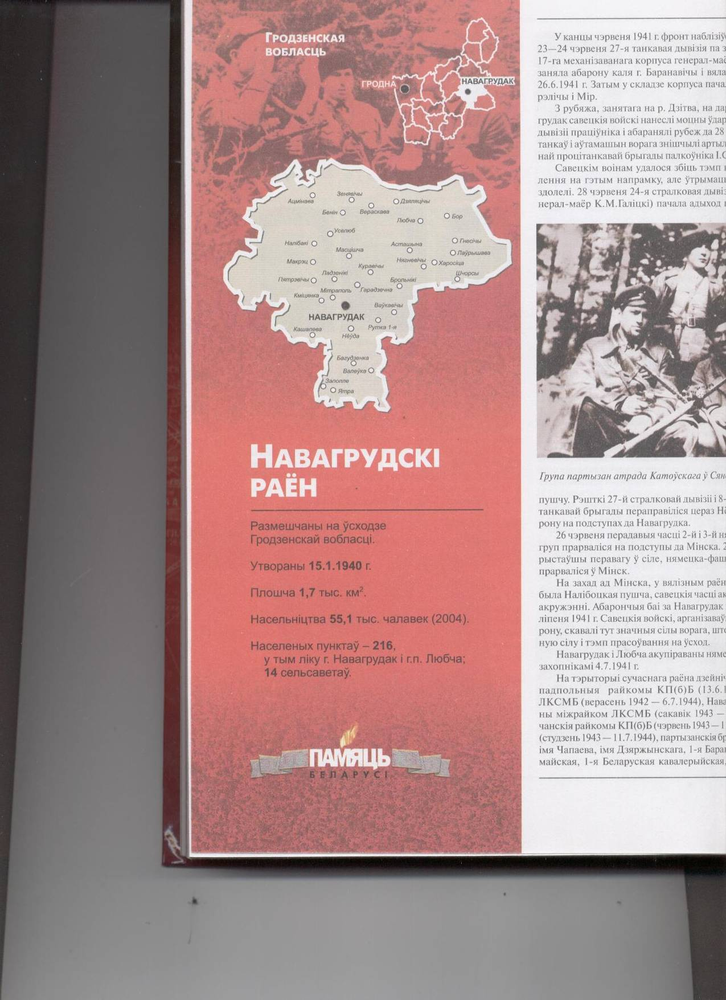 ГРОДЗЕНСКАЯ
ВОБЛАСЦЬ
ГРОДНА
НАВАГРУДАК
Ацмінава
Зенявічы
Бенін
Вераскава
Дзяляцічы
Любча
Бор
Уселюб
Налібакі
Масцішча
Асташына
Гнесічы
Лаўрышава
Макрэц
Нягневічы
Харосіца
Куравічы
Ладзенікі
Шчорсы
Пятрэвічы
Брольнікі
Мітраполь
Гарадзечна
Кміцянка
Ваўкавічы
НАВАГРУДАК
Кашалева
Рутка 1-я
Нёўда
Багудзенка
Валеўка
Заполле
Ятра
НАВАГРУДСКІ
РАЁН
Размешчаны на ўсходзе
Гродзенскай вобласці.
Утвораны 15.1.1940 г.
Плошча 1,7 тыс. км².
Насельніцтва 55,1 тыс. чалавек (2004).
Населеных пунктаў – 216,
у тым ліку г. Навагрудак і г.п. Любча;
14 сельсаветаў.
ПАМЯЦЬ
БЕЛАРУСІ
У канцы чэрвеня 1941 г. фронт наблізіў
23—24 чэрвеня 27-я танкавая дывізія па з
17-га механізаванага корпуса генерал-маё
заняла абарону каля г. Баранавічы і вяла
26.6.1941 г. Затым у складзе корпуса пача
рэлічы і Мір.
З рубяжа, занятага на р. Дзітва, на дар
грудак савецкія войскі нанеслі моцны ўдар
дывізіі праціўніка і абаранялі рубеж да 28
танкаў і аўтамашын ворага знішчылі артыл
най процітанкавай брыгады палкоўніка І.С
Савецкім воінам удалося збіць тэмп
лення на гэтым напрамку, але ўтрымац
здолелі. 28 чэрвеня 24-я стралковая дывіз
нерал-маёр К.М.Галіцкі) пачала адыход
Група партызан атрада Катоўскага ў Сян
пушчу. Рэшткі 27-й стралковай дывізіі і 8-
танкавай брыгады пераправіліся цераз Нё
рону на подступах да Навагрудка.
26 чэрвеня перадавыя часці 2-й і 3-й ня
груп прарваліся на подступы да Мінска. 2
рыстаўшы перавагу ў сіле, нямецка-фаш
прарваліся ў Мінск.
На захад ад Мінска, у вялізным раён
была Налібоцкая пушча, савецкія часці ак
акружэнні. Абарончыя баі за Навагрудак
ліпеня 1941 г. Савецкія войскі, арганізаваў
рону, скавалі тут значныя сілы ворага, што
ную сілу і тэмп прасоўвання на ўсход.
Навагрудак і Любча акупіраваны няме
захопнікамі 4.7.1941 г.
На тэрыторыі сучаснага раёна дзейніч
падпольныя райкомы КП(б)Б (13.6.1
ЛКСМБ (верасень 1942 — 6.7.1944), Нава
ны міжрайком ЛКСМБ (сакавік 1943 —
чанскія райкомы КП(б)Б (чэрвень 1943 — 1
(студзень 1943 — 11.7.1944), партызанскія бр
імя Чапаева, імя Дзяржынскага, 1-я Бара
майская, 1-я Беларуская кавалерыйская,